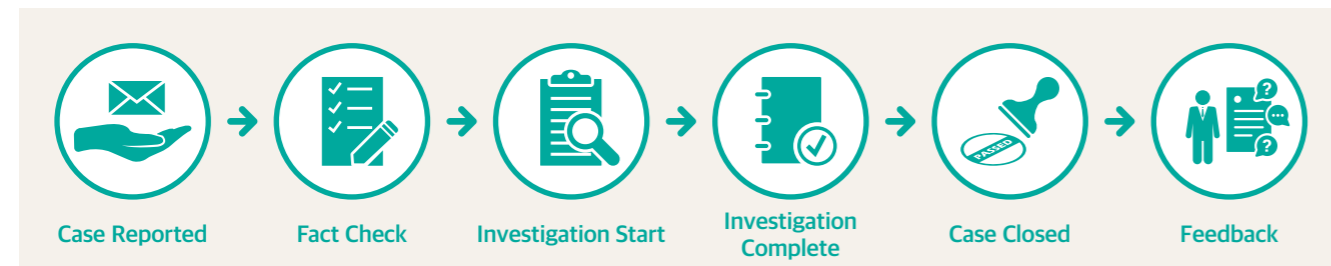 PASSED
Case Reported
Fact Check
Investigation Start
Investigation
Complete
Case Closed
Feedback